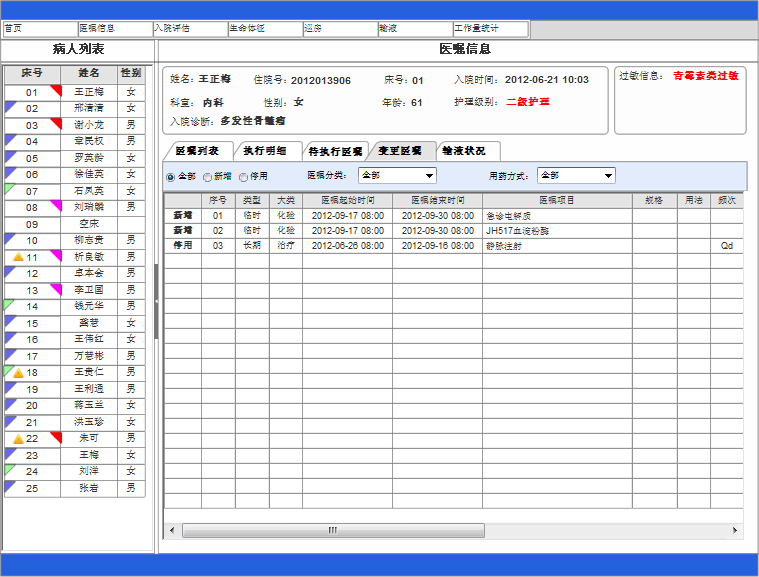 首页 医嘱信息 入院评估 生命体征 巡房 输液 工作量统计
病人列表
床号 姓名 性别
01 王正梅 女
02 邢清清 女
03 谢小龙 男
04 章民权 男
05 罗英龄 女
06 徐佳英 女
07 石凤英 女
08 刘瑞麟 男
09 空床
10 柳志贵 男
11 析良敏 男
12 卓本会 男
13 李卫国 男
14 钱元华 男
15 龚慧 女
16 王伟红 女
17 万慧彬 男
18 王贵仁 男
19 王利通 男
20 蒋玉兰 女
21 洪玉珍 女
22 朱可 男
23 王梅 女
24 刘洋 女
25 张岩 男
医嘱信息
姓名：王正梅 住院号：2012013906 床号：01 入院时间：2012-06-21 10:03
科室：内科 性别：女 年龄：61 护理级别：二级护理
入院诊断：多发性骨髓瘤
过敏信息：青霉素类过敏
医嘱列表 执行明细 待执行医嘱 变更医嘱 输液状况
全部 新增 停用 医嘱分类： 全部 用药方式： 全部
序号 类型 大类 医嘱起始时间 医嘱结束时间 医嘱项目 规格 用法 频次
新增 01 临时 化验 2012-09-17 08:00 2012-09-30 08:00 急诊电解质
新增 02 临时 化验 2012-09-17 08:00 2012-09-30 08:00 JH517血淀粉酶
停用 03 长期 治疗 2012-06-26 08:00 2012-09-16 08:00 静脉注射 Qd